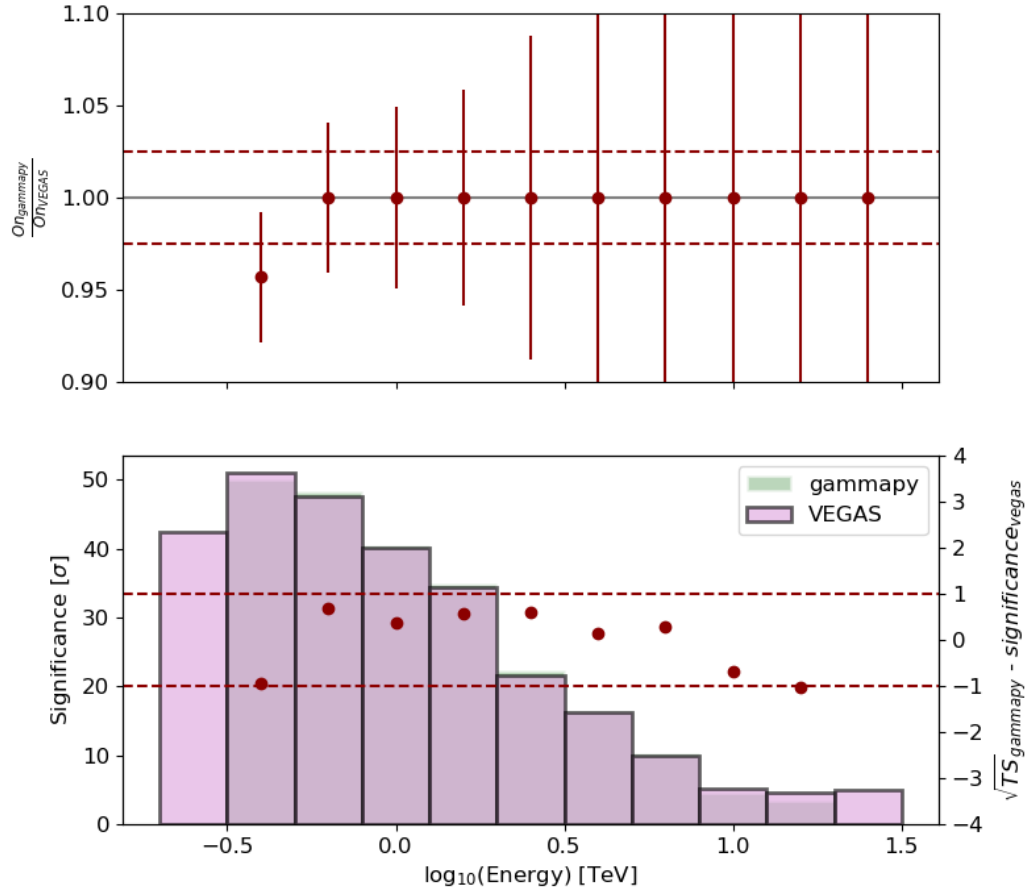 1.10
1.05
1.00
0.95
0.90
On_gammapy
On_VEGAS
50
40
30
20
10
0
Significance [σ]
gammapy
VEGAS
4
3
2
1
0
−1
−2
−3
−4
√TS_gammapy - significance_vegas
−0.5 0.0 0.5 1.0 1.5
log₁₀(Energy) [TeV]